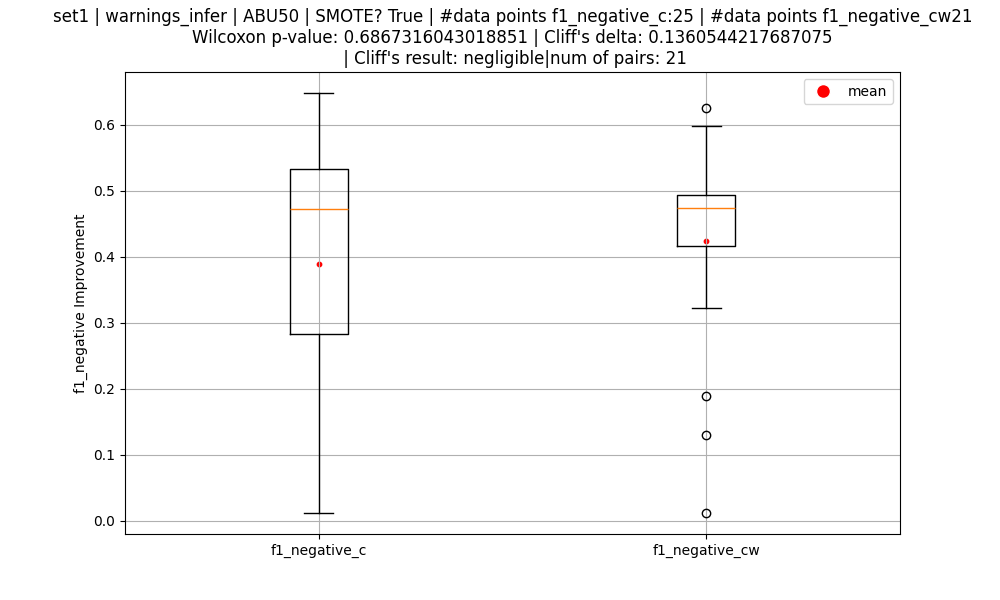 set1 | warnings_infer | ABU50 | SMOTE? True | #data points f1_negative_c:25 | #data points f1_negative_cw21
Wilcoxon p-value: 0.6867316043018851 | Cliff's delta: 0.1360544217687075
| Cliff's result: negligible|num of pairs: 21
mean
0.6
0.5
0.4
0.3
0.2
0.1
0.0
f1_negative Improvement
f1_negative_c
f1_negative_cw